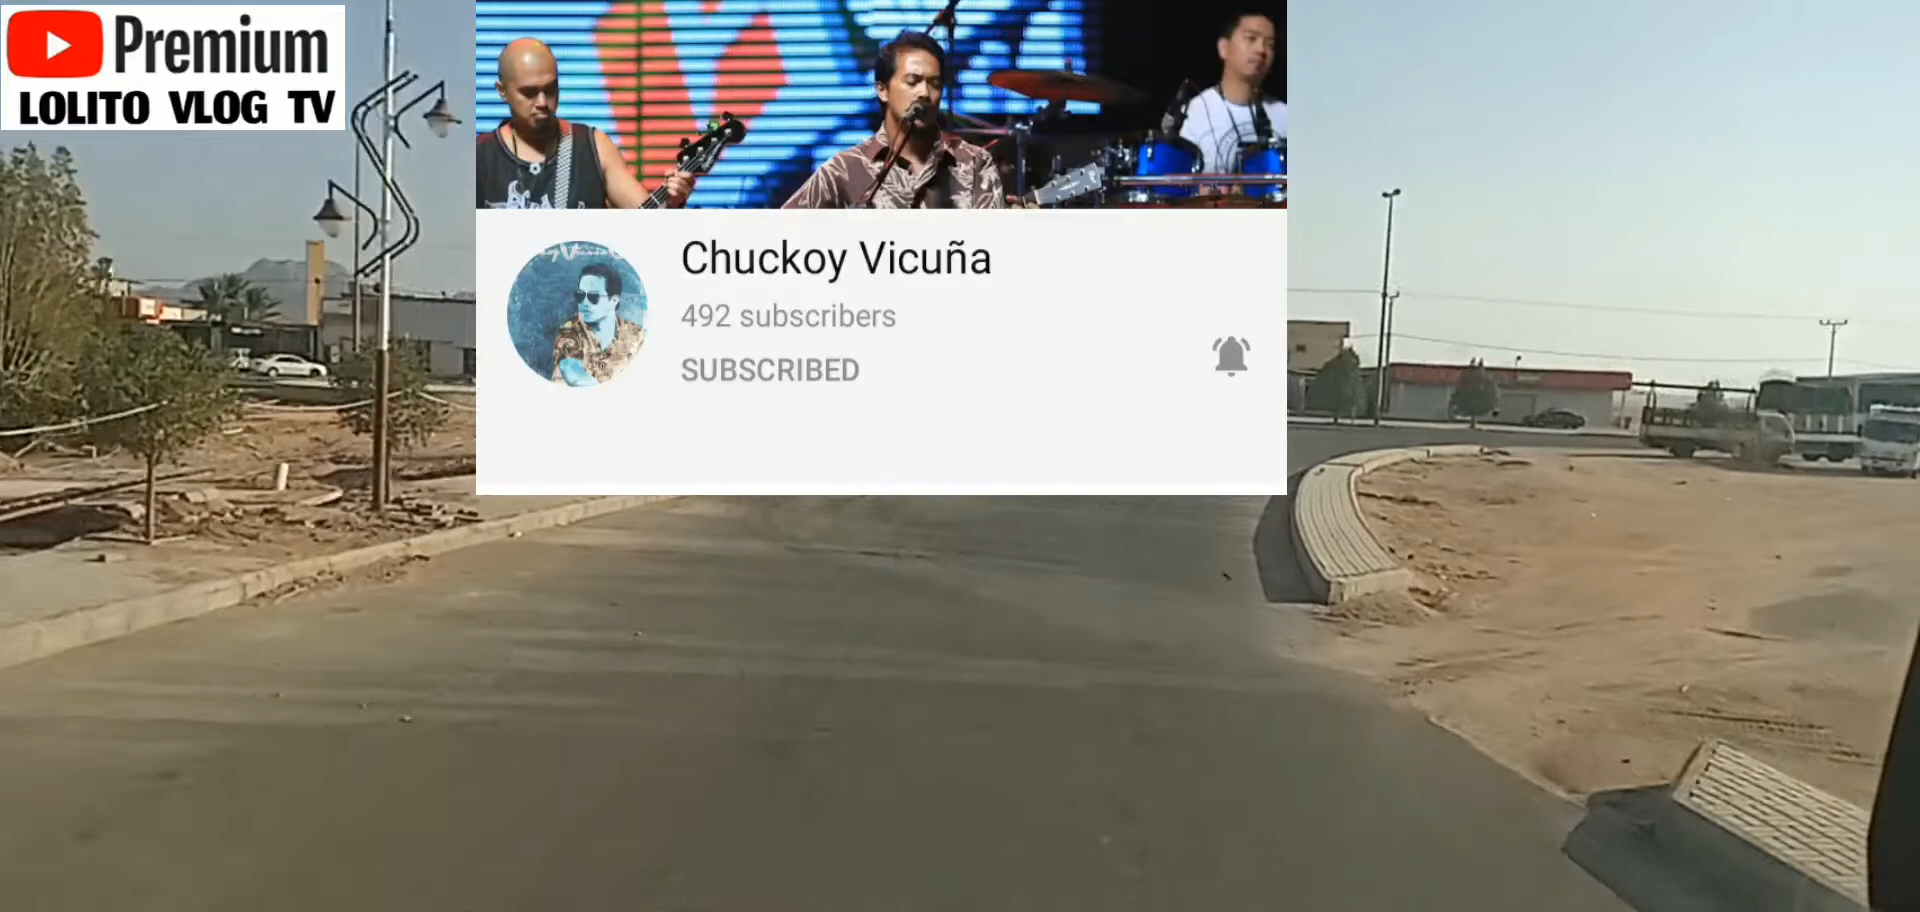 Premium
LOLITO VLOG TV
Chuckoy Vicuña
492 subscribers
SUBSCRIBED